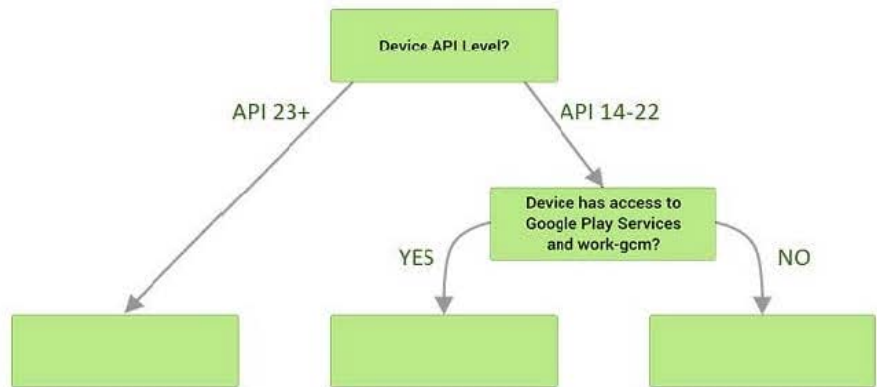 Device API Level?
API 23+
API 14-22
Device has access to
Google Play Services
and work-gcm?
YES
NO